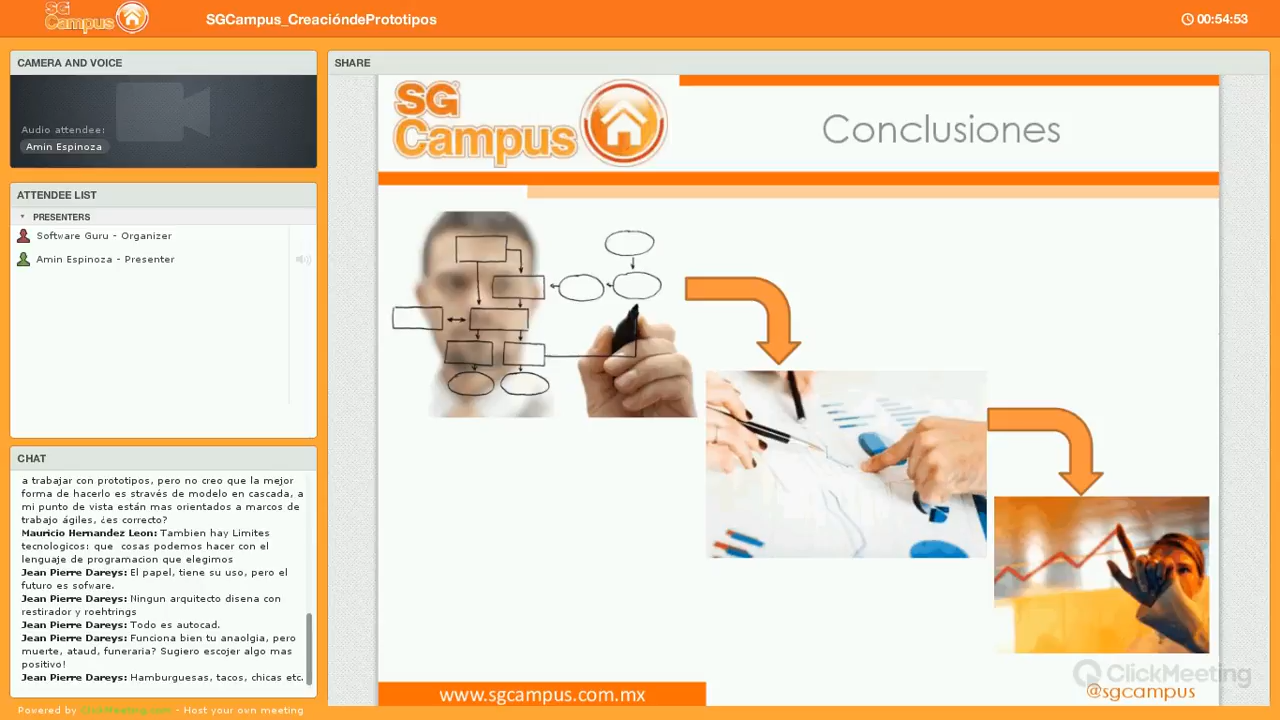 SG
Campus
SGCampus_CreacióndePrototipos
00:54:53
CAMERA AND VOICE
Audio attendee:
Amin Espinoza
ATTENDEE LIST
PRESENTERS
Software Guru - Organizer
Amin Espinoza - Presenter
CHAT
a trabajar con prototipos, pero no creo que la mejor
forma de hacerlo es stravés de modelo en cascada, a
mi punto de vista están mas orientados a marcos de
trabajo ágiles, ¿es correcto?
Mauricio Hernandez Leon: Tambien hay Limites
tecnologicos: que cosas podemos hacer con el
lenguaje de programacion que elegimos
Jean Pierre Dareys: El papel, tiene su uso, pero el
futuro es sofware.
Jean Pierre Dareys: Ningun arquitecto disena con
restirador y roehtrings
Jean Pierre Dareys: Todo es autocad.
Jean Pierre Dareys: Funciona bien tu anaolgia, pero
muerte, ataud, funeraria? Sugiero escojer algo mas
positivo!
Jean Pierre Dareys: Hamburguesas, tacos, chicas etc.
Powered by ClickMeeting.com - Host your own meeting
SHARE
SG
Campus
Conclusiones
www.sgcampus.com.mx
ClickMeeting
@sgcampus